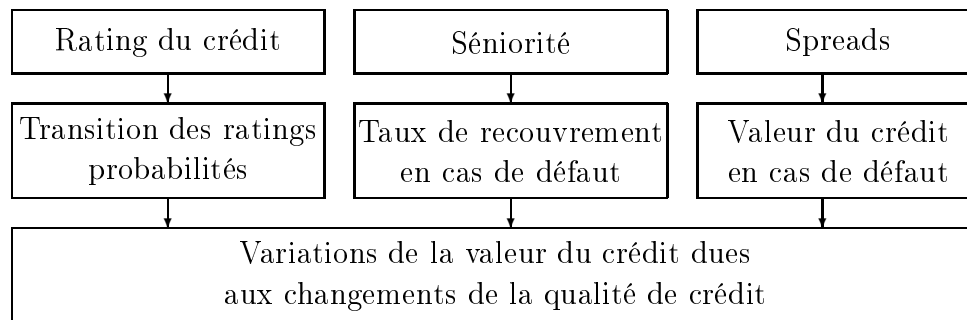 Rating du crédit
Séniorité
Spreads
Transition des ratings
probabilités
Taux de recouvrement
en cas de défaut
Valeur du crédit
en cas de défaut
Variations de la valeur du crédit dues
aux changements de la qualité de crédit